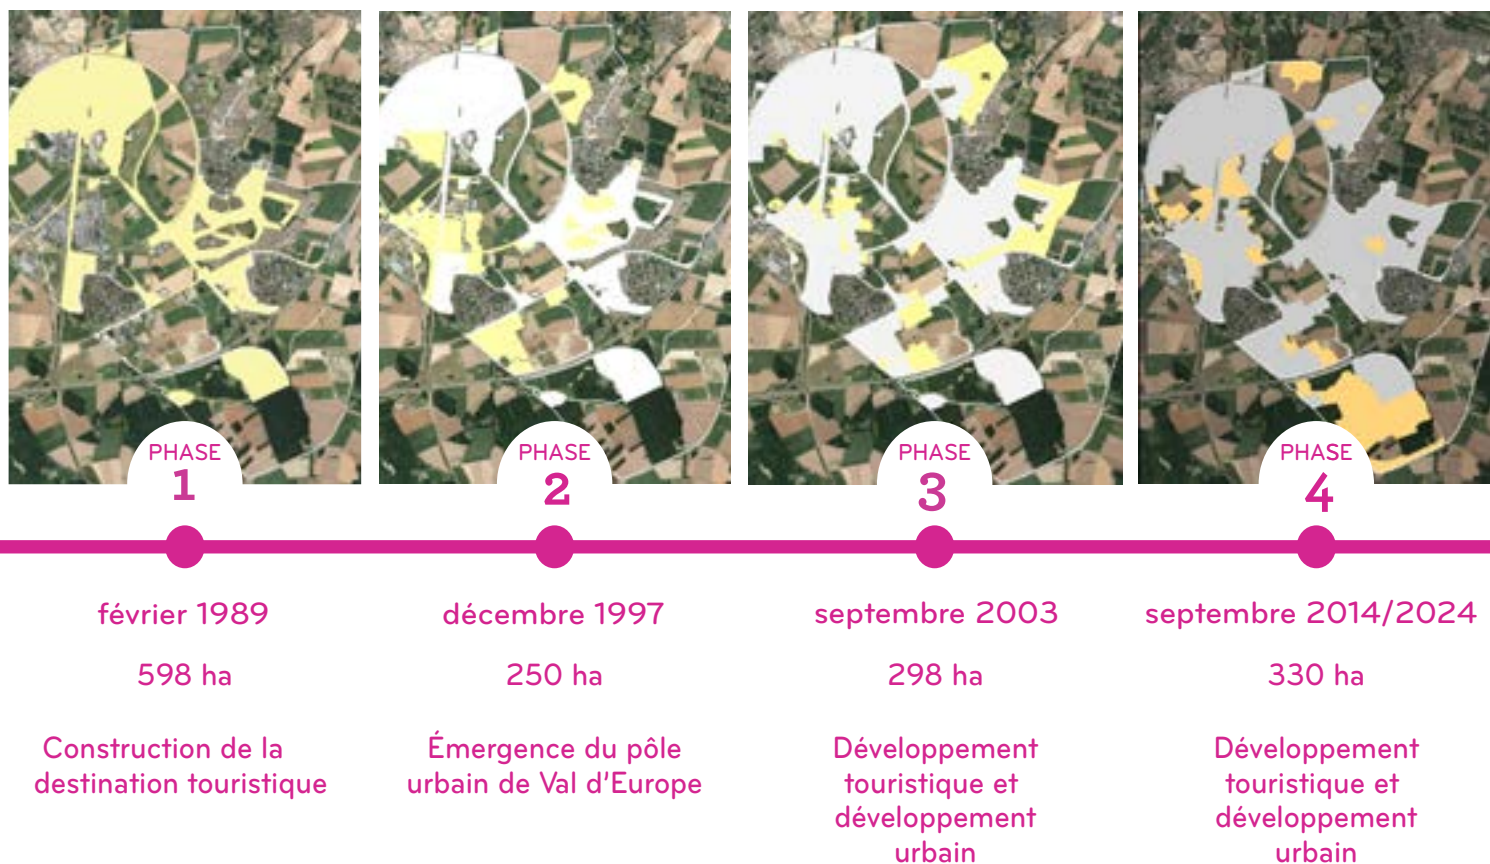 PHASE
1
PHASE
2
PHASE
3
PHASE
4
février 1989
598 ha
Construction de la
destination touristique
décembre 1997
250 ha
Émergence du pôle
urbain de Val d'Europe
septembre 2003
298 ha
Développement
touristique et
développement
urbain
septembre 2014/2024
330 ha
Développement
touristique et
développement
urbain